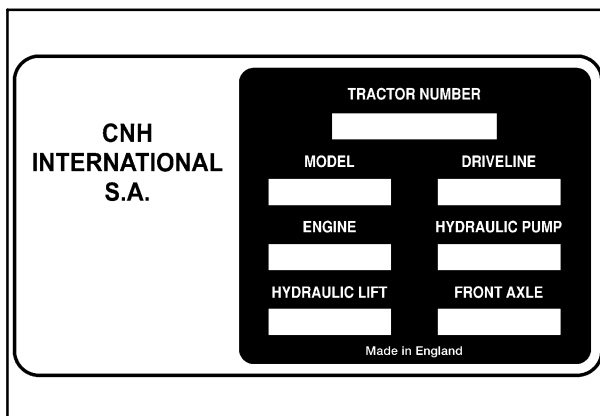 CNH
INTERNATIONAL
S.A.
TRACTOR NUMBER
MODEL DRIVELINE
ENGINE HYDRAULIC PUMP
HYDRAULIC LIFT FRONT AXLE
Made in England